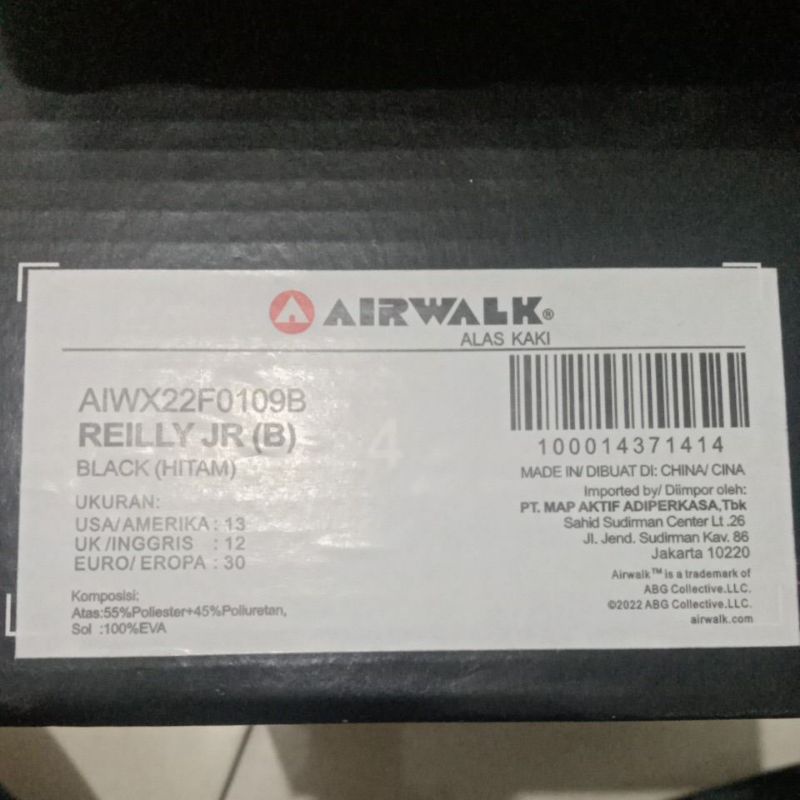 AIRWALK®
ALAS KAKI
AIWX22F0109B
REILLY JR (B)
BLACK (HITAM)
UKURAN:
USA/AMERIKA : 13
UK /INGGRIS : 12
EURO/ EROPA : 30
Komposisi:
Atas:55%Poliester+45%Poliuretan,
Sol :100%EVA
100014371414
MADE IN/ DIBUAT DI: CHINA/ CINA
Imported by/ Diimpor oleh:
PT. MAP AKTIF ADIPERKASA,Tbk
Sahid Sudirman Center Lt .26
Jl. Jend. Sudirman Kav. 86
Jakarta 10220
Airwalk™ is a trademark of
ABG Collective.LLC.
©2022 ABG Collective.LLC.
airwalk.com